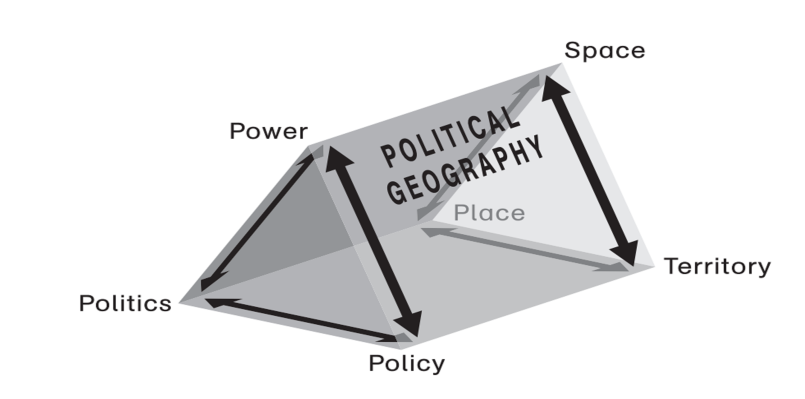 Space
Power
POLITICAL
GEOGRAPHY
Place
Territory
Politics
Policy